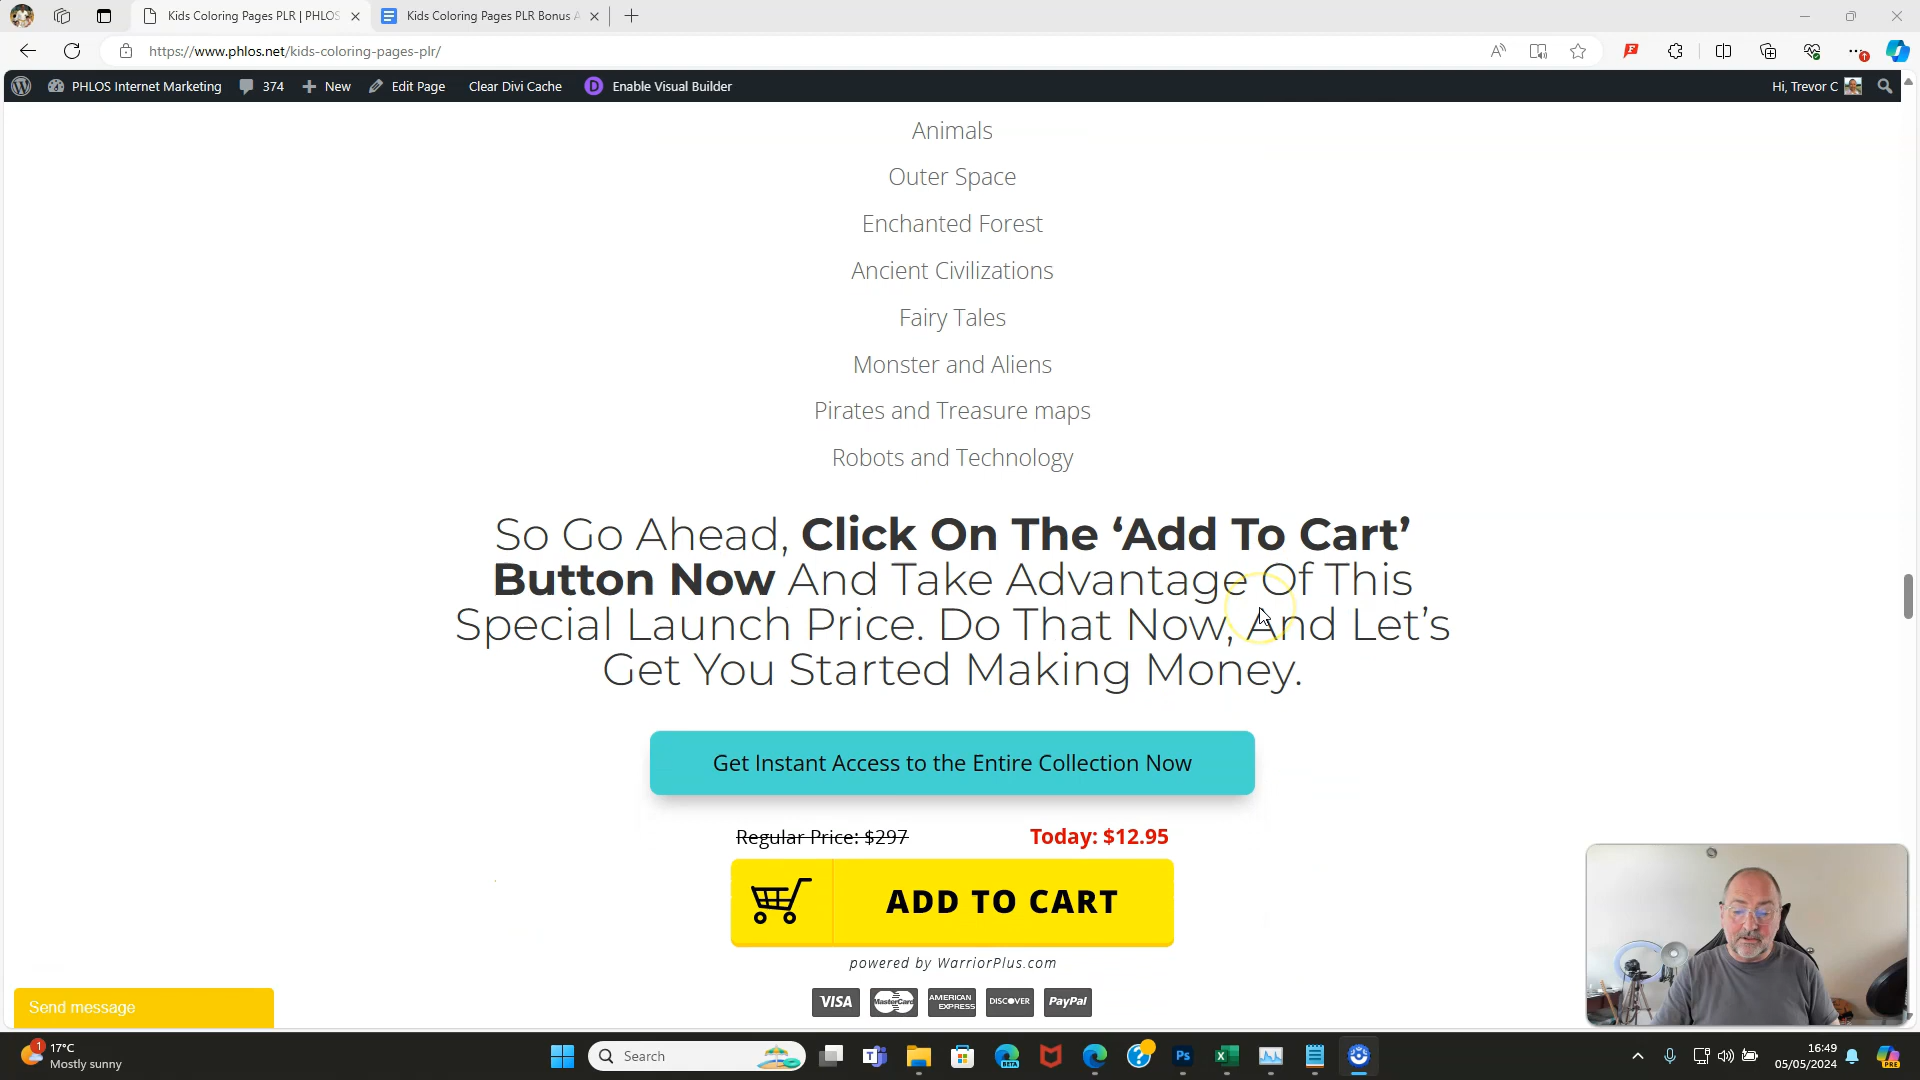 Kids Coloring Pages PLR | PHLOS
Kids Coloring Pages PLR Bonus A
https://www.phlos.net/kids-coloring-pages-plr/
PHLOS Internet Marketing 374 New Edit Page Clear Divi Cache D Enable Visual Builder Hi, Trevor C
Animals
Outer Space
Enchanted Forest
Ancient Civilizations
Fairy Tales
Monster and Aliens
Pirates and Treasure maps
Robots and Technology
So Go Ahead, Click On The ‘Add To Cart’
Button Now And Take Advantage Of This
Special Launch Price. Do That Now, And Let’s
Get You Started Making Money.
Get Instant Access to the Entire Collection Now
Regular Price: $297 Today: $12.95
ADD TO CART
powered by WarriorPlus.com
VISA MasterCard AMERICAN EXPRESS DISCOVER PayPal
Send message
1 17°C
Mostly sunny
Search
BETA
Ps
16:49
05/05/2024
PRE